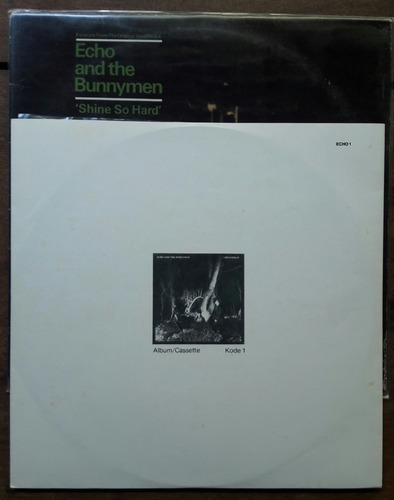 Echo
and the
Bunnymen
'Shine So Hard'
ECHO 1
Album/Cassette Kode 1